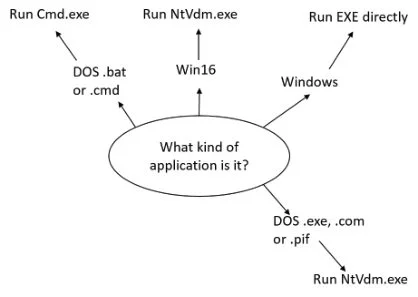 Run Cmd.exe
Run NtVdm.exe
Run EXE directly
DOS .bat
or .cmd
Win16
Windows
What kind of
application is it?
DOS .exe, .com
or .pif
Run NtVdm.exe